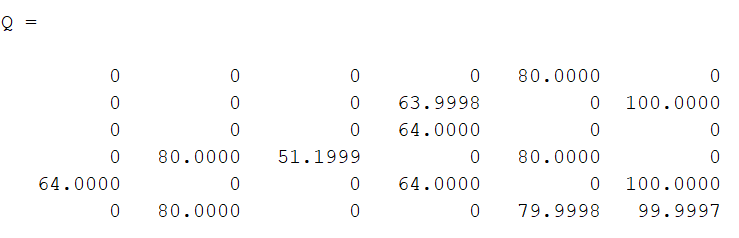 Q =
0 0 0 0 80.0000 0
0 0 0 63.9998 0 100.0000
0 0 0 64.0000 0 0
0 80.0000 51.1999 0 80.0000 0
64.0000 0 0 64.0000 0 100.0000
0 80.0000 0 0 79.9998 99.9997